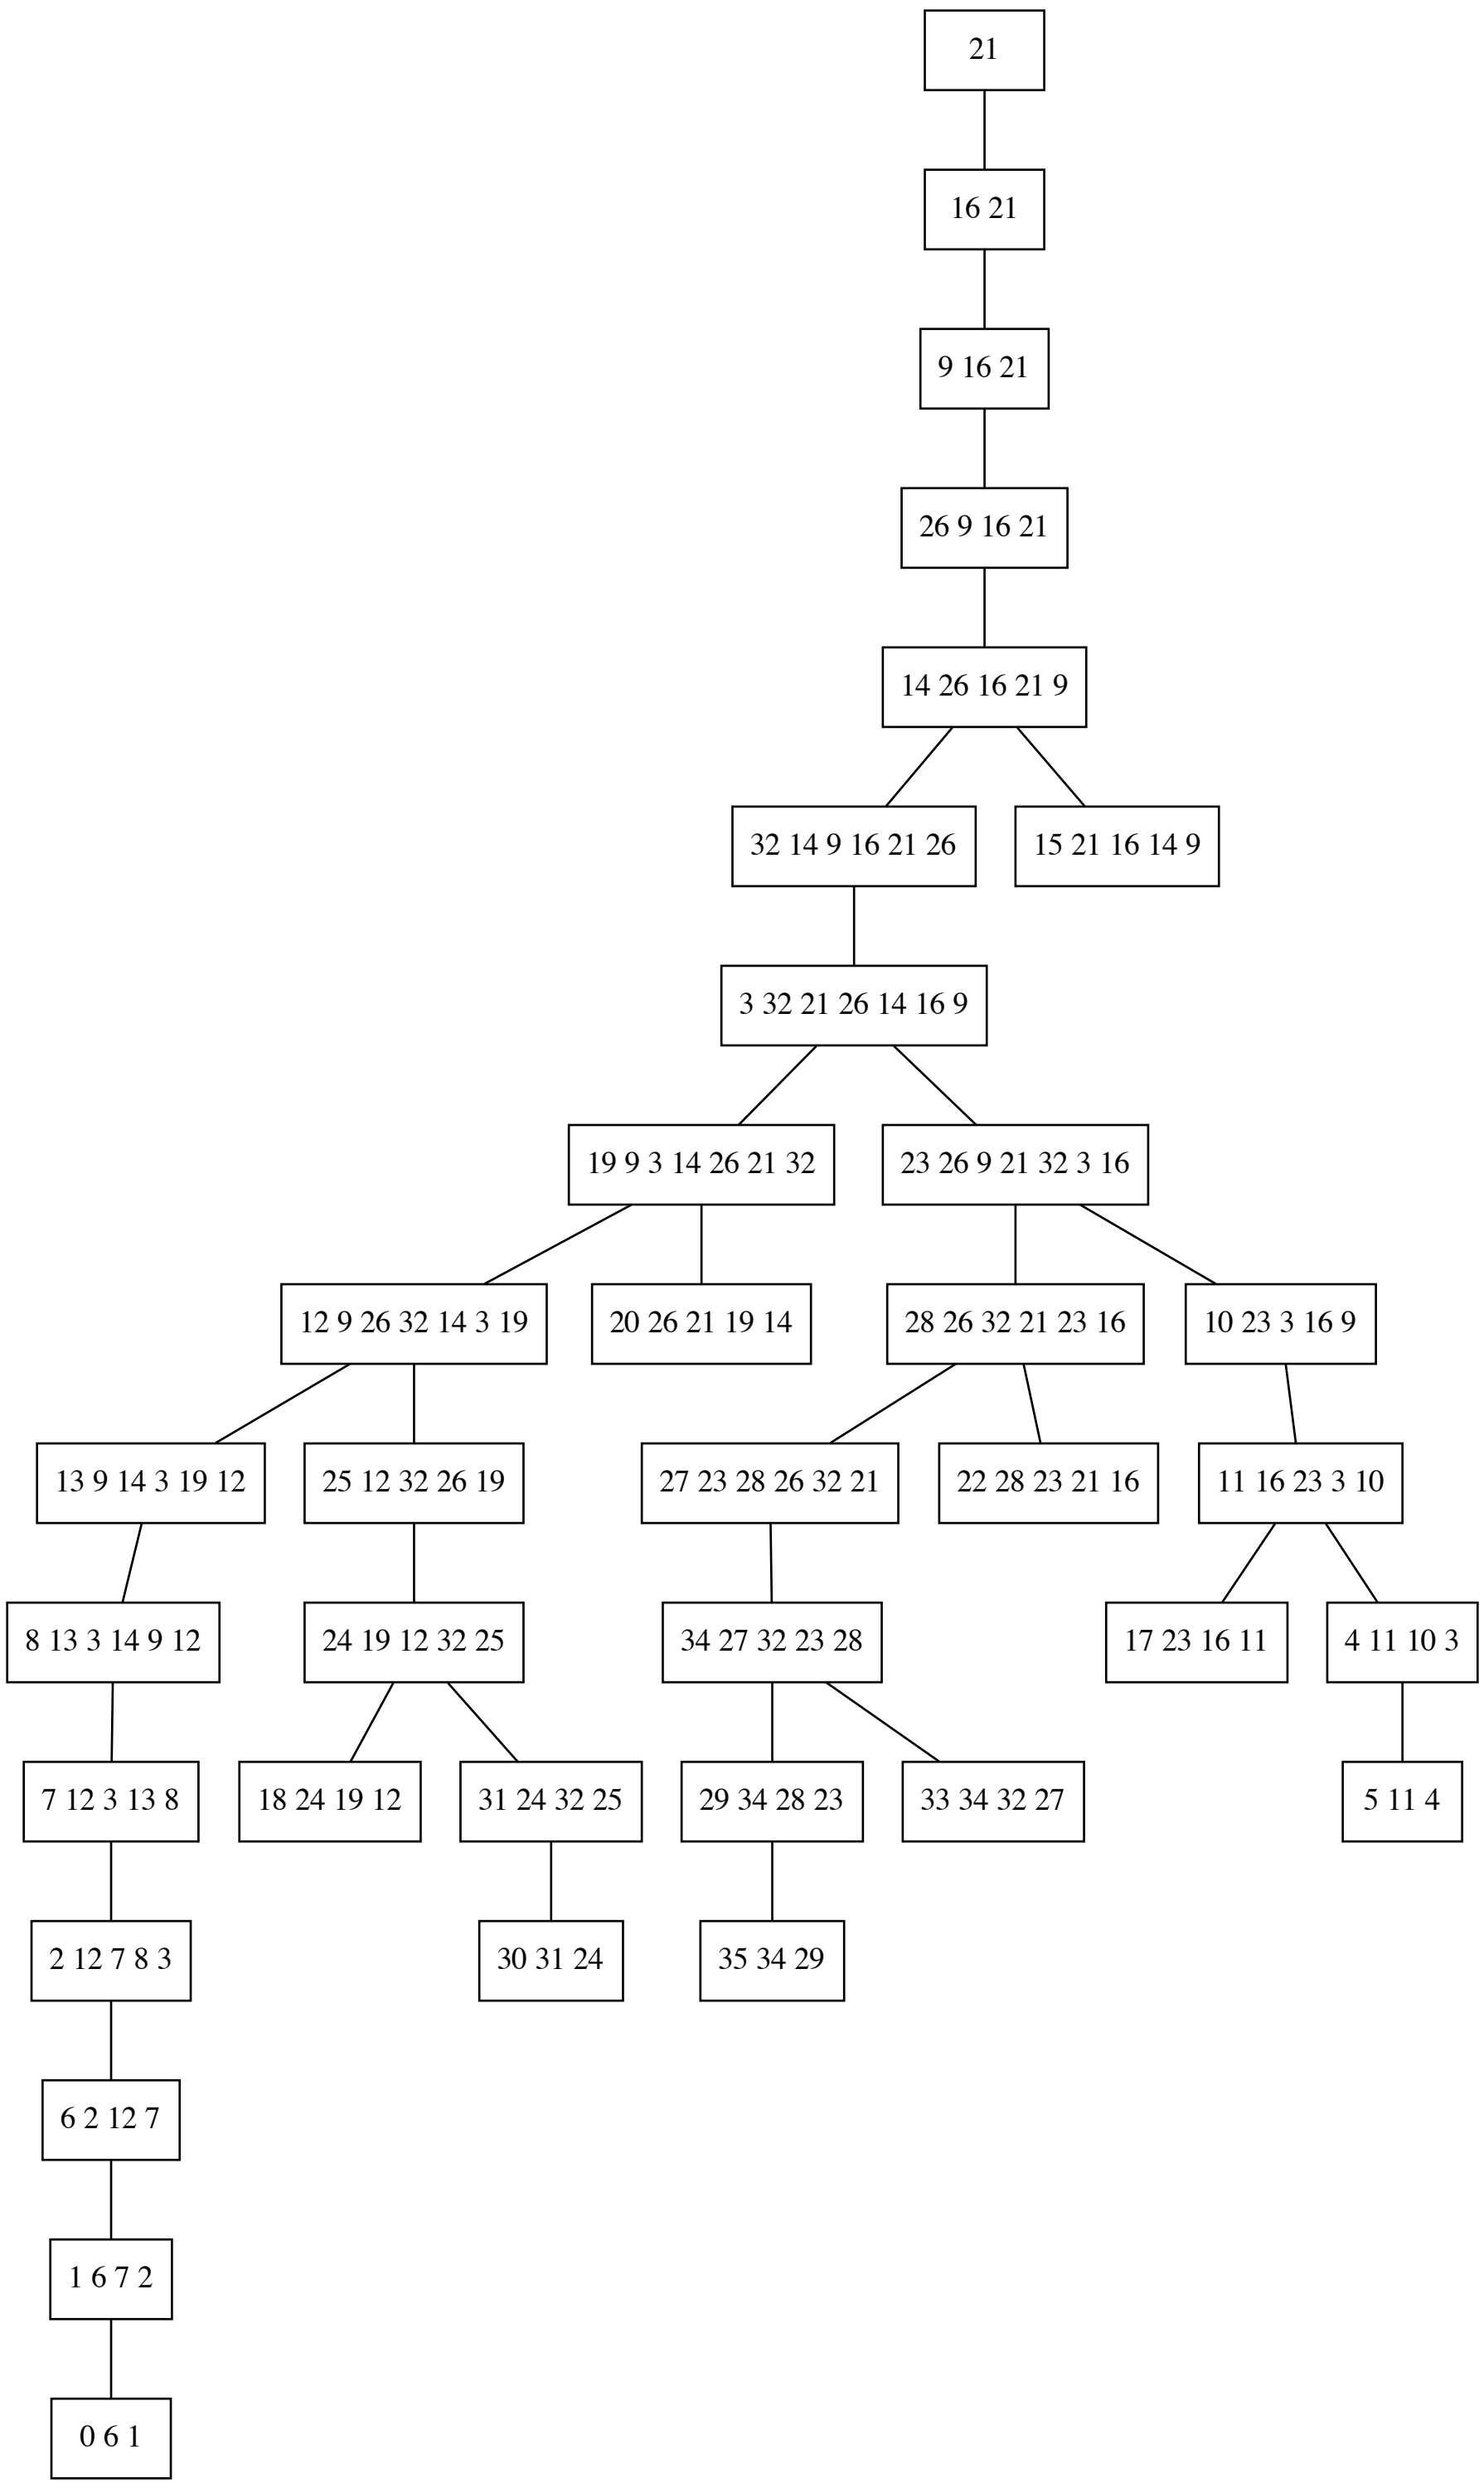 21
16 21
9 16 21
26 9 16 21
14 26 16 21 9
32 14 9 16 21 26
15 21 16 14 9
3 32 21 26 14 16 9
19 9 3 14 26 21 32
23 26 9 21 32 3 16
12 9 26 32 14 3 19
20 26 21 19 14
28 26 32 21 23 16
10 23 3 16 9
13 9 14 3 19 12
25 12 32 26 19
27 23 28 26 32 21
22 28 23 21 16
11 16 23 3 10
8 13 3 14 9 12
24 19 12 32 25
34 27 32 23 28
17 23 16 11
4 11 10 3
7 12 3 13 8
18 24 19 12
31 24 32 25
29 34 28 23
33 34 32 27
5 11 4
2 12 7 8 3
30 31 24
35 34 29
6 2 12 7
1 6 7 2
0 6 1